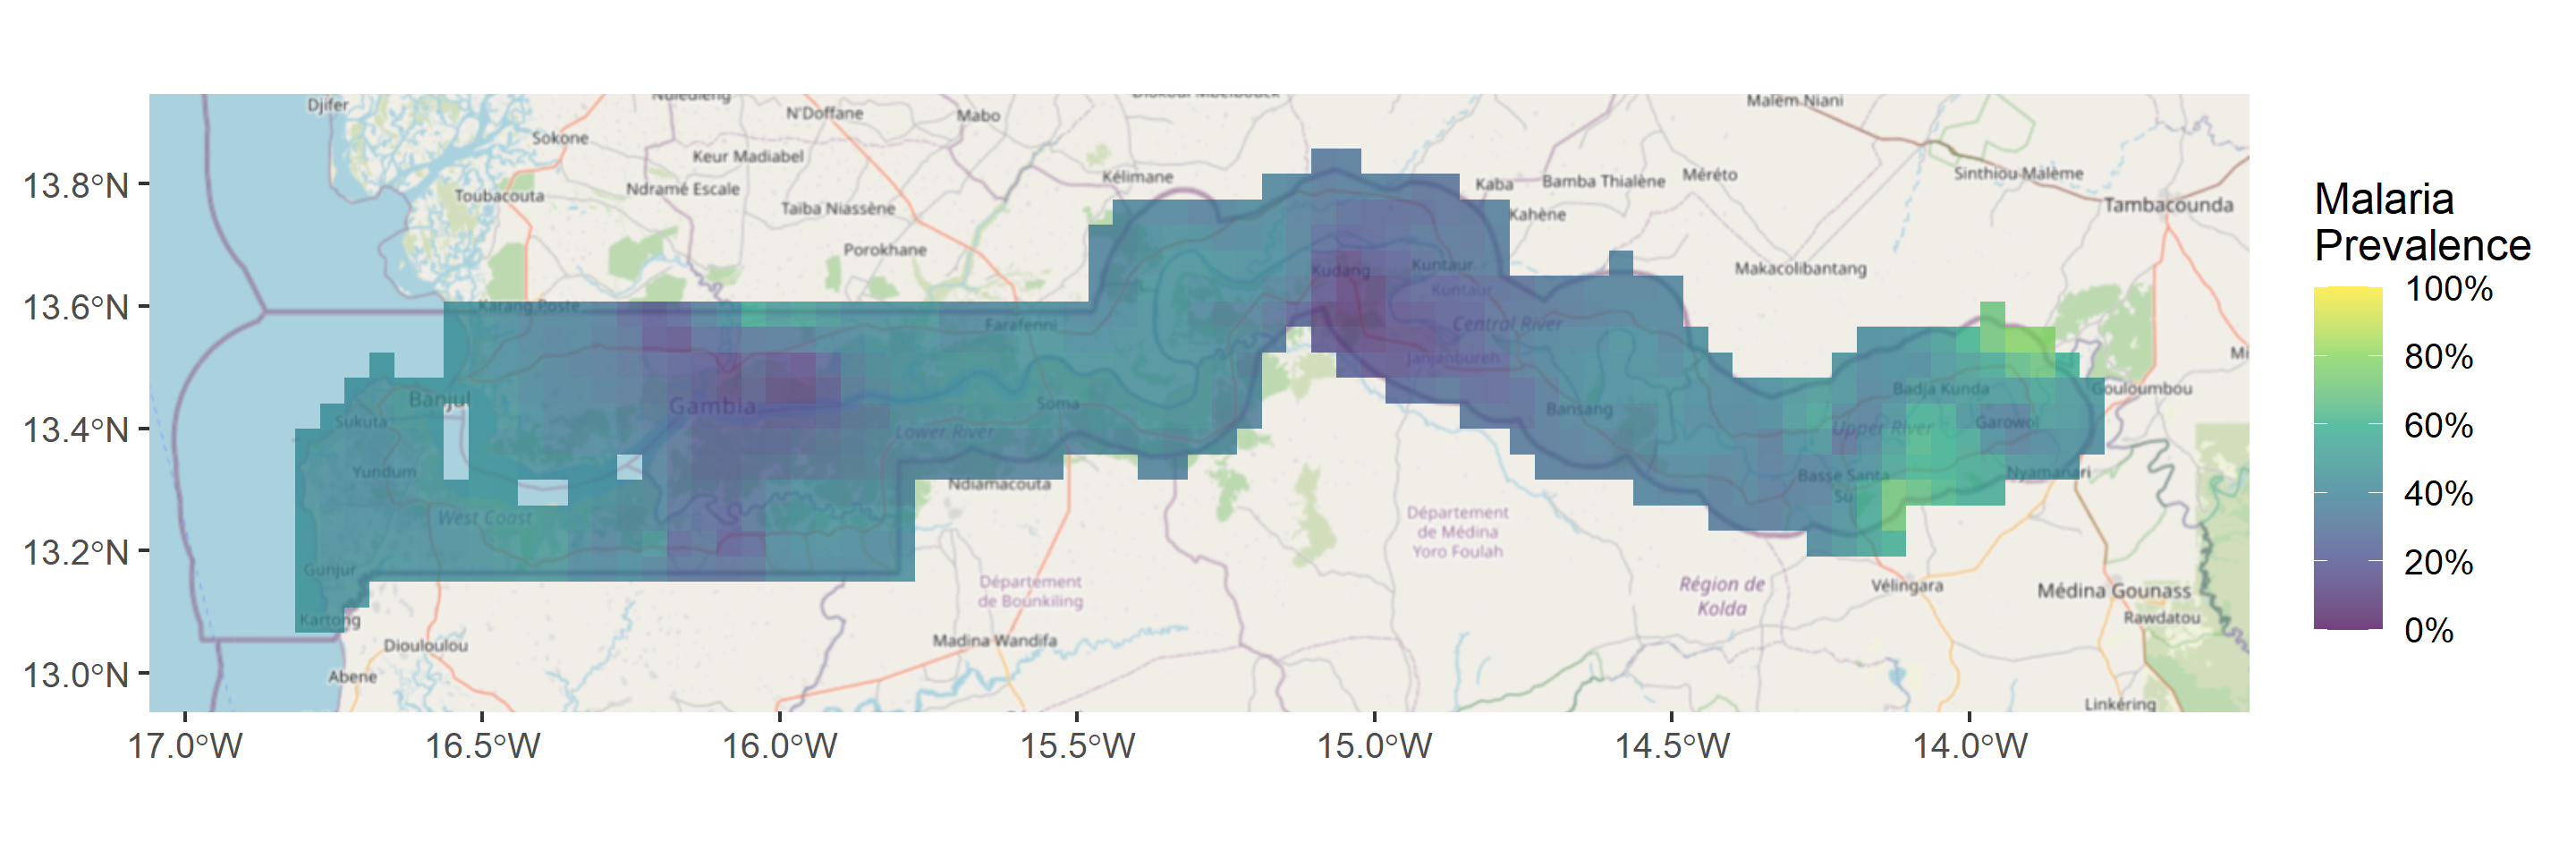 Djifer
N'Doffane
Mabo
Malèm Niani
Sokone
Keur Madiabel
Kélimane
Sinthiou Malème
Malaria
Prevalence
13.8°N
Toubacouta
Ndramé Escale
Kaba
Bamba Thialène
Méréto
Tambacounda
Taïba Niassène
Kahène
Porokhane
Kudang
Kuntaur
Makacolibantang
100%
Kuntaur
13.6°N
Karang Poste
Farafenni
Central River
80%
Janjanbureh
Banjul
Gambia
Soma
Bansang
Badja Kunda
Gouloumbou
13.4°N
Sukuta
Lower River
Upper River
Garowol
60%
Yundum
Ndiamacouta
Basse Santa
Su
Nyamanari
40%
West Coast
Département
de Médina
Yoro Foulah
13.2°N
Gunjur
Département
de Bounkiling
Région de
Kolda
Vélingara
Médina Gounass
20%
Kartong
Rawdatou
0%
Diouloulou
Madina Wandifa
13.0°N
Abene
Linkéring
17.0°W
16.5°W
16.0°W
15.5°W
15.0°W
14.5°W
14.0°W